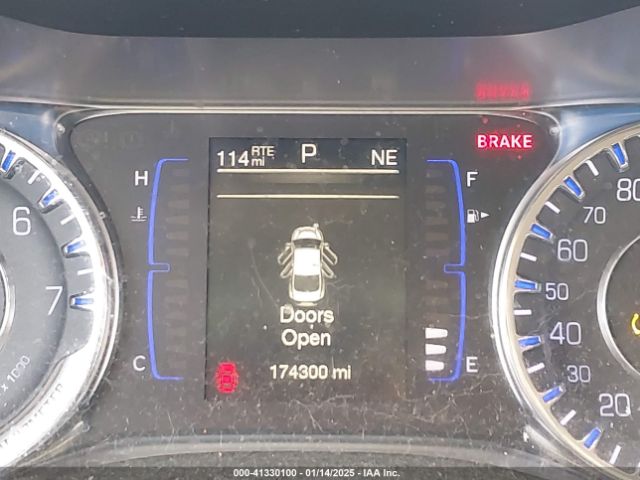 BRAKE
114 RTE mi P NE
H F
6 7
x 1000
Doors
Open
C E
174300 mi
80
70
60
50
40
30
20
000-41330100 - 01/14/2025 - IAA Inc.